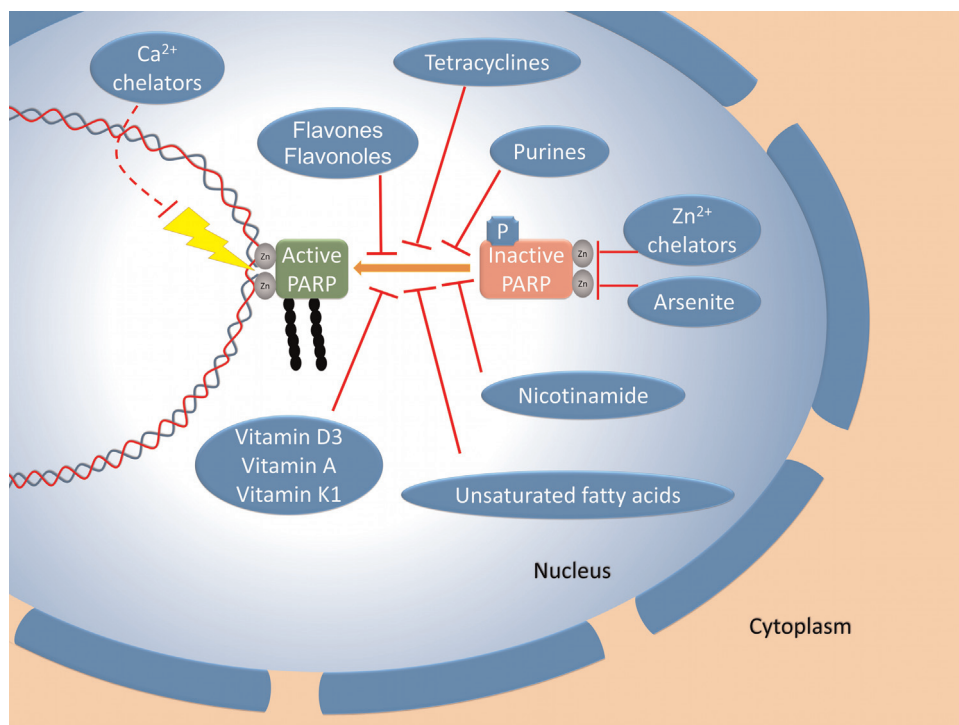 Ca²⁺
chelators
Tetracyclines
Flavones
Flavonoles
Purines
P
Zn²⁺
chelators
Zn
Zn
Active
PARP
Inactive
PARP
Zn
Zn
Arsenite
Nicotinamide
Vitamin D3
Vitamin A
Vitamin K1
Unsaturated fatty acids
Nucleus
Cytoplasm